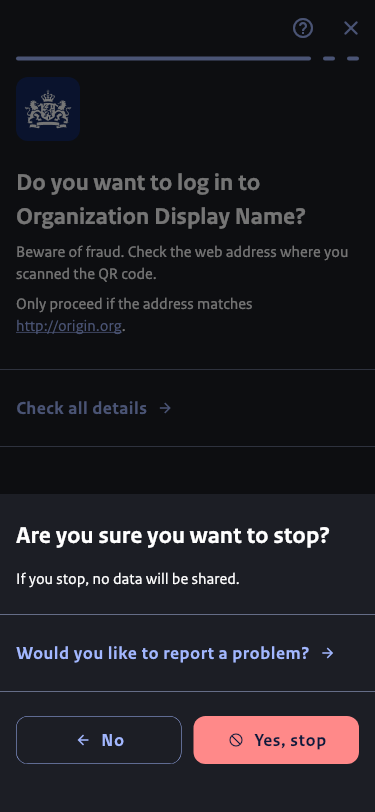 Do you want to log in to
Organization Display Name?
Beware of fraud. Check the web address where you
scanned the QR code.
Only proceed if the address matches
http://origin.org.
Check all details
Are you sure you want to stop?
If you stop, no data will be shared.
Would you like to report a problem?
No
Yes, stop